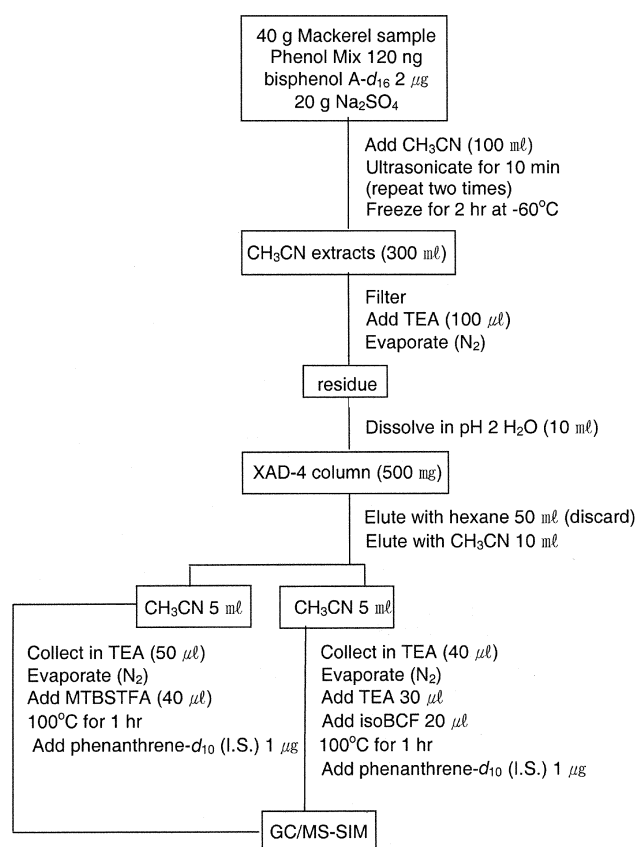 40 g Mackerel sample
Phenol Mix 120 ng
bisphenol A-d₁₆ 2 ㎍
20 g Na₂SO₄
Add CH₃CN (100 ㎖)
Ultrasonicate for 10 min
(repeat two times)
Freeze for 2 hr at -60°C
CH₃CN extracts (300 ㎖)
Filter
Add TEA (100 ㎕)
Evaporate (N₂)
residue
Dissolve in pH 2 H₂O (10 ㎖)
XAD-4 column (500 ㎎)
Elute with hexane 50 ㎖ (discard)
Elute with CH₃CN 10 ㎖
CH₃CN 5 ㎖
Collect in TEA (50 ㎕)
Evaporate (N₂)
Add MTBSTFA (40 ㎕)
100°C for 1 hr
Add phenanthrene-d₁₀ (I.S.) 1 ㎍
CH₃CN 5 ㎖
Collect in TEA (40 ㎕)
Evaporate (N₂)
Add TEA 30 ㎕
Add isoBCF 20 ㎕
100°C for 1 hr
Add phenanthrene-d₁₀ (I.S.) 1 ㎍
GC/MS-SIM